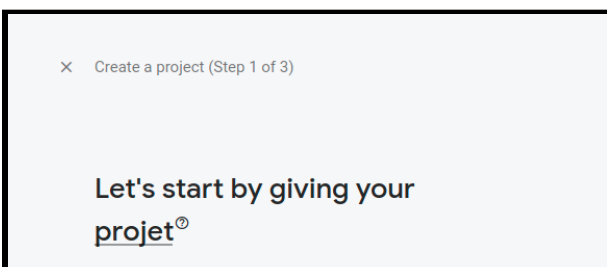 Create a project (Step 1 of 3)
Let's start by giving your
projet